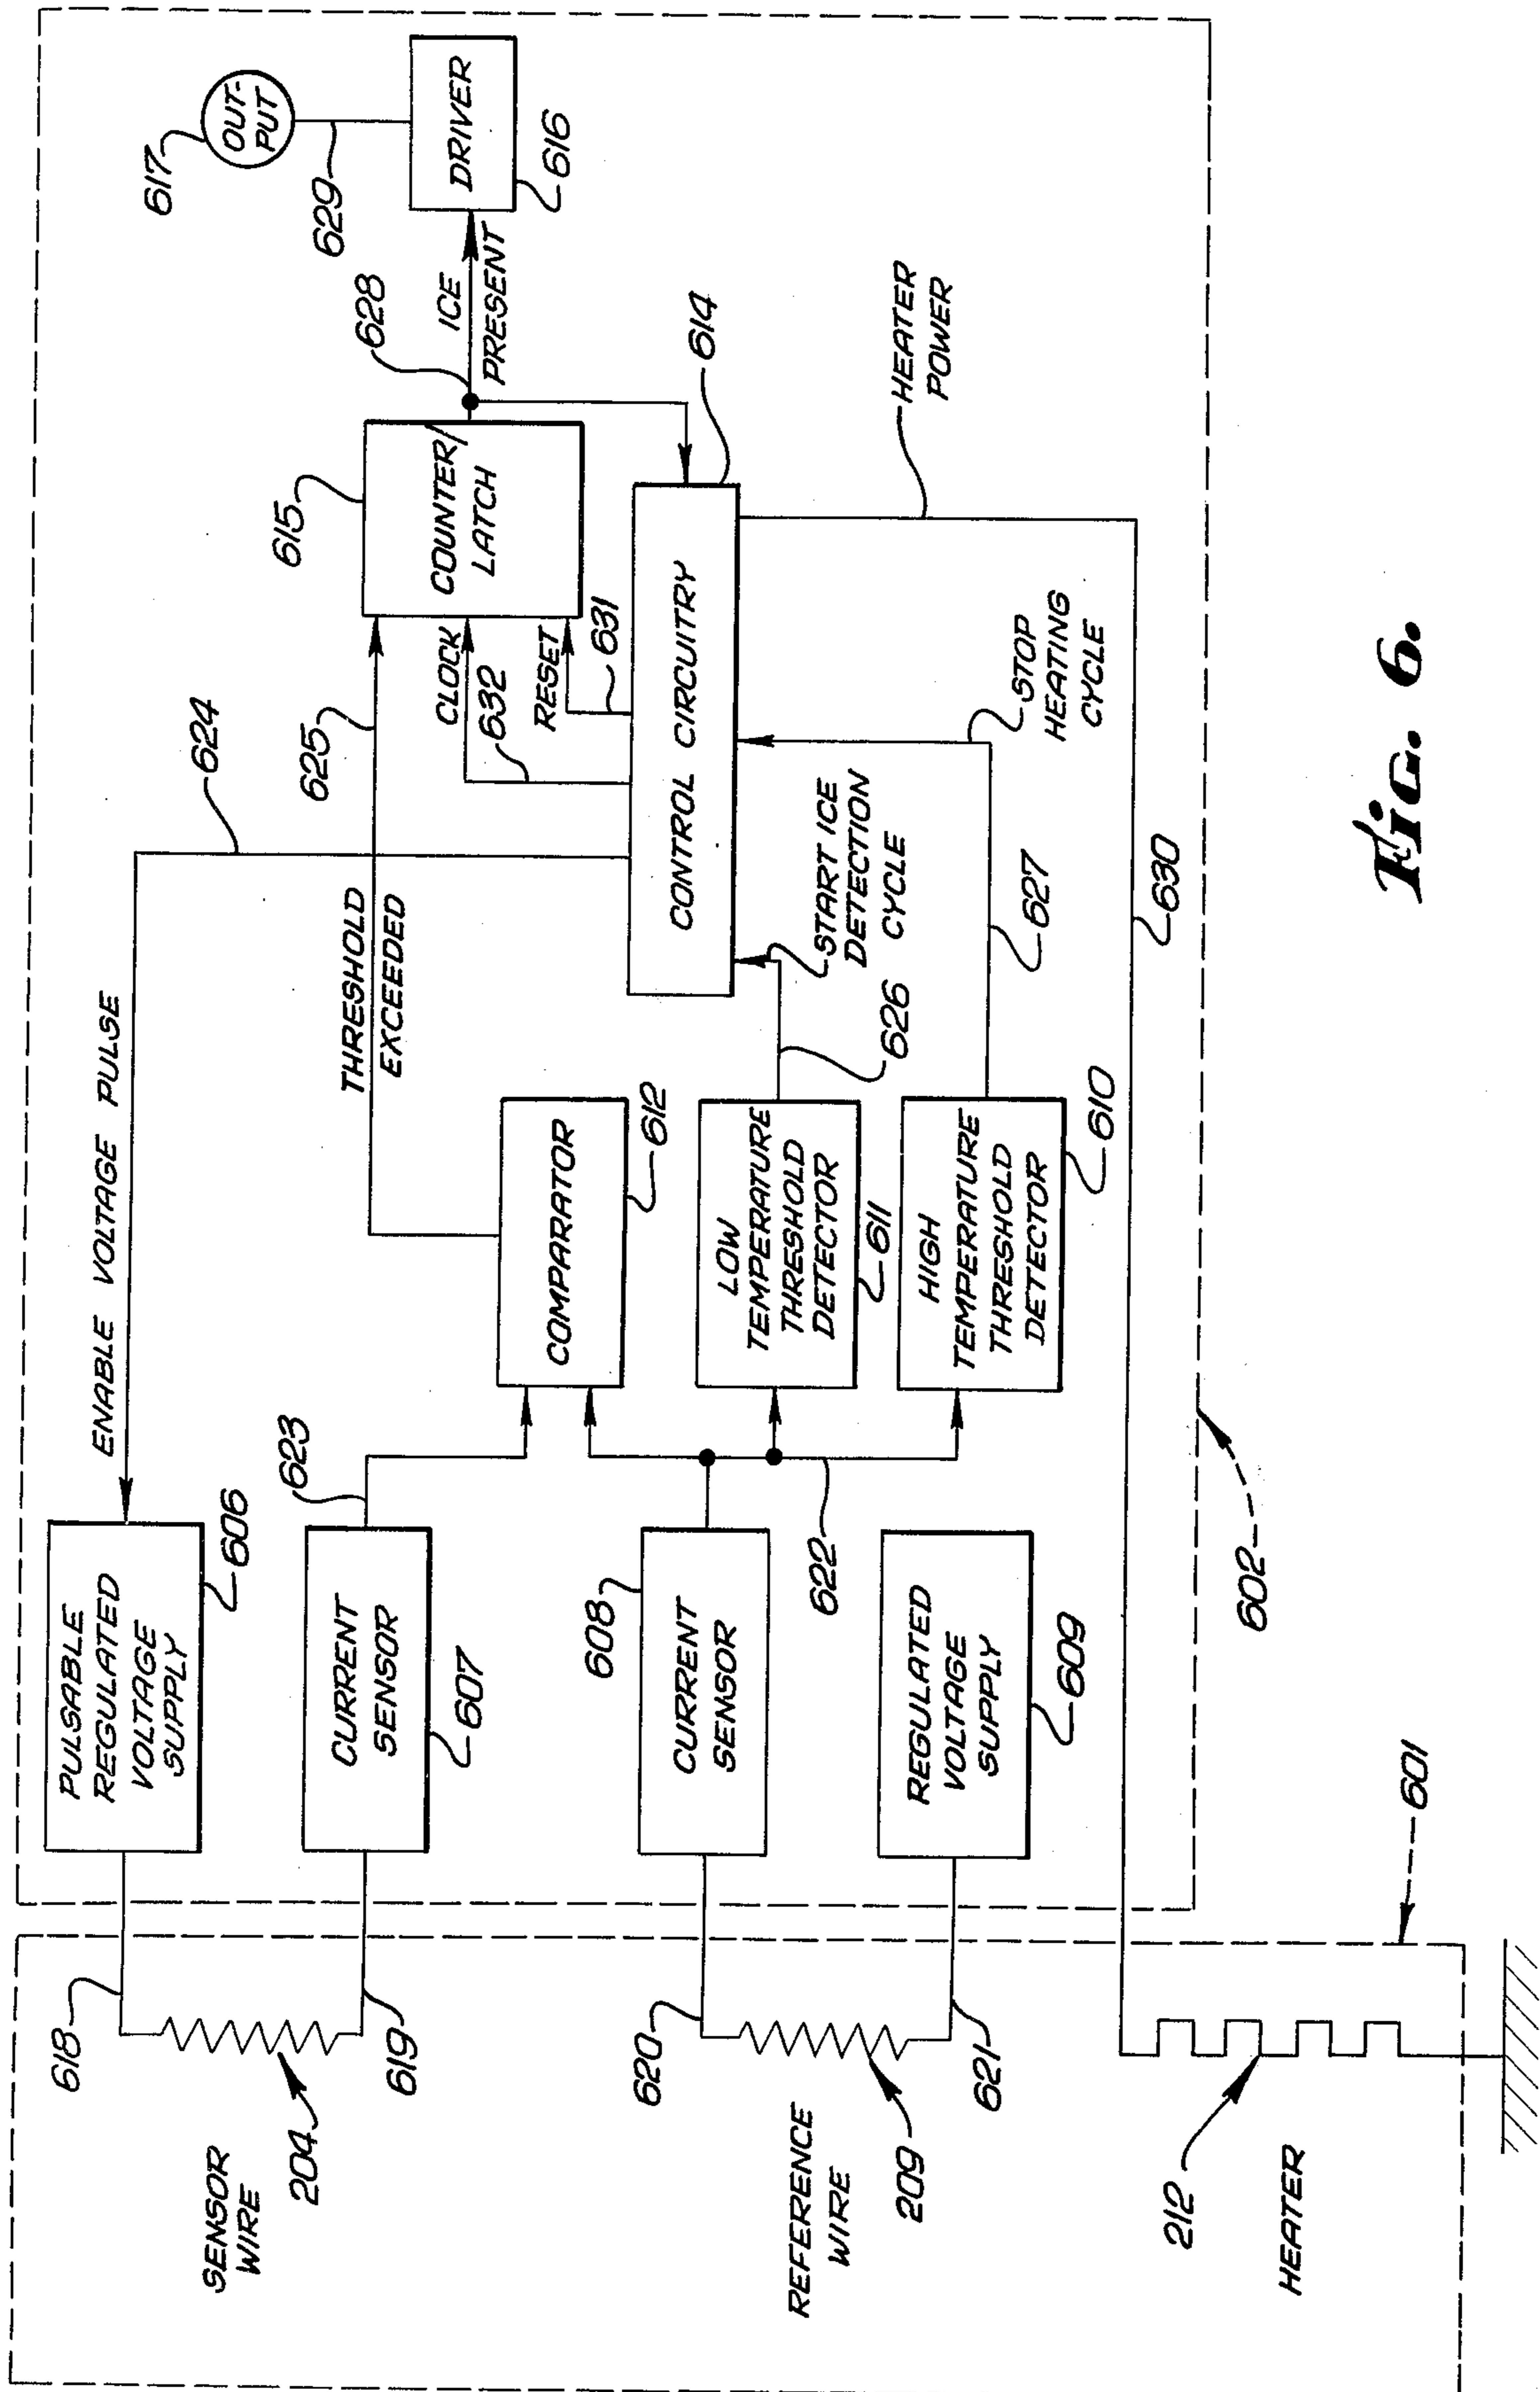 618
SENSOR
WIRE
204
619
620
REFERENCE
WIRE
209
621
212
HEATER
601
PULSABLE
REGULATED
VOLTAGE
SUPPLY
606
CURRENT
SENSOR
607
608
CURRENT
SENSOR
REGULATED
VOLTAGE
SUPPLY
609
602
ENABLE VOLTAGE PULSE
623
622
COMPARATOR
612
LOW
TEMPERATURE
THRESHOLD
DETECTOR
611
HIGH
TEMPERATURE
THRESHOLD
DETECTOR
610
THRESHOLD
EXCEEDED
624
625
626
START ICE
DETECTION
CYCLE
627
630
STOP
HEATING
CYCLE
CONTROL CIRCUITRY
614
CLOCK
632
RESET
631
615
COUNTER/
LATCH
628
ICE
PRESENT
HEATER
POWER
DRIVER
616
629
617
OUT-
PUT
Fig. 6.